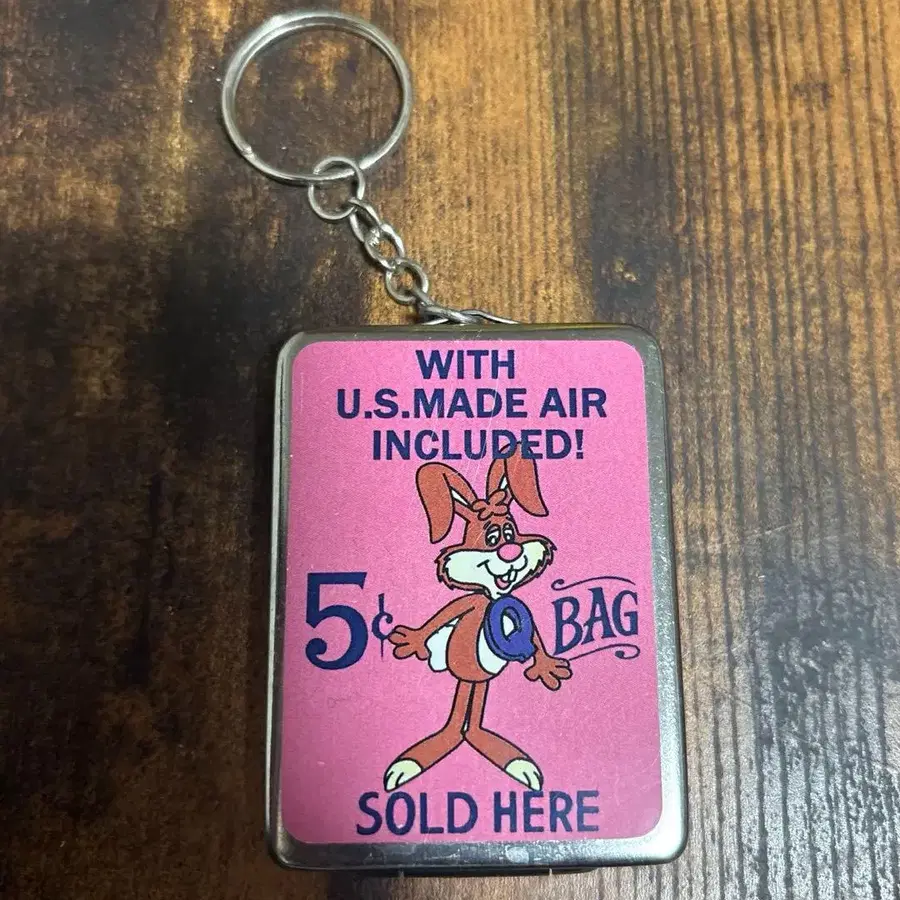 WITH
U.S.MADE AIR
INCLUDED!
5¢ Q BAG
SOLD HERE